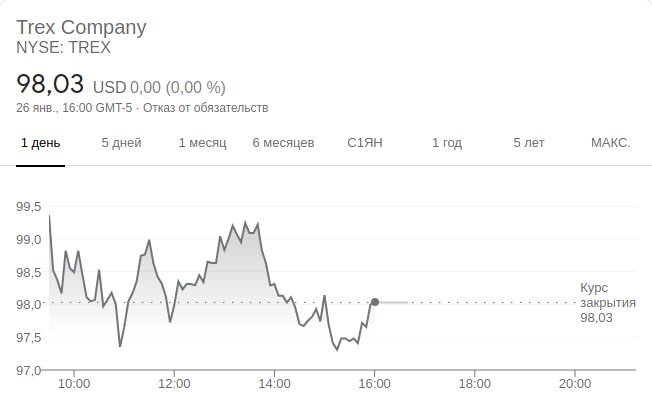 Trex Company
NYSE: TREX
98,03 USD 0,00 (0,00 %)
26 янв., 16:00 GMT-5 · Отказ от обязательств
1 день 5 дней 1 месяц 6 месяцев С1ЯН 1 год 5 лет МАКС.
99,5
99,0
98,5
98,0
97,5
97,0
Курс
закрытия
98,03
10:00 12:00 14:00 16:00 18:00 20:00